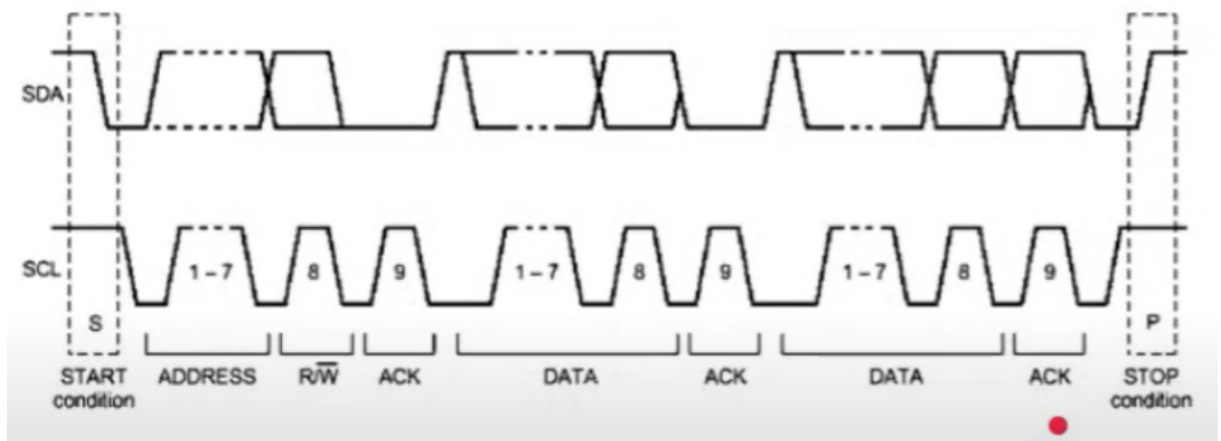 SDA
SCL
1 – 7
8
9
1 – 7
8
9
1 – 7
8
9
S
P
START
condition
ADDRESS
R/W̅
ACK
DATA
ACK
DATA
ACK
STOP
condition